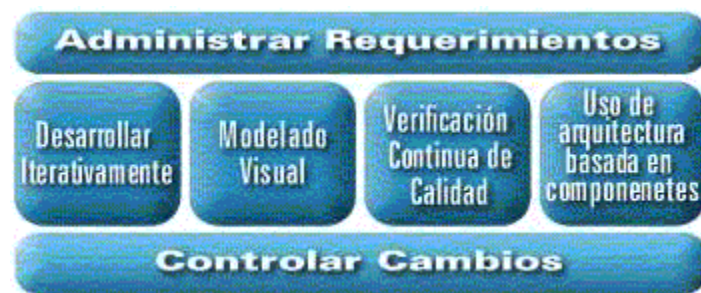 Administrar Requerimientos
Desarrollar
Iterativamente
Modelado
Visual
Verificación
Continua de
Calidad
Uso de
arquitectura
basada en
componenetes
Controlar Cambios